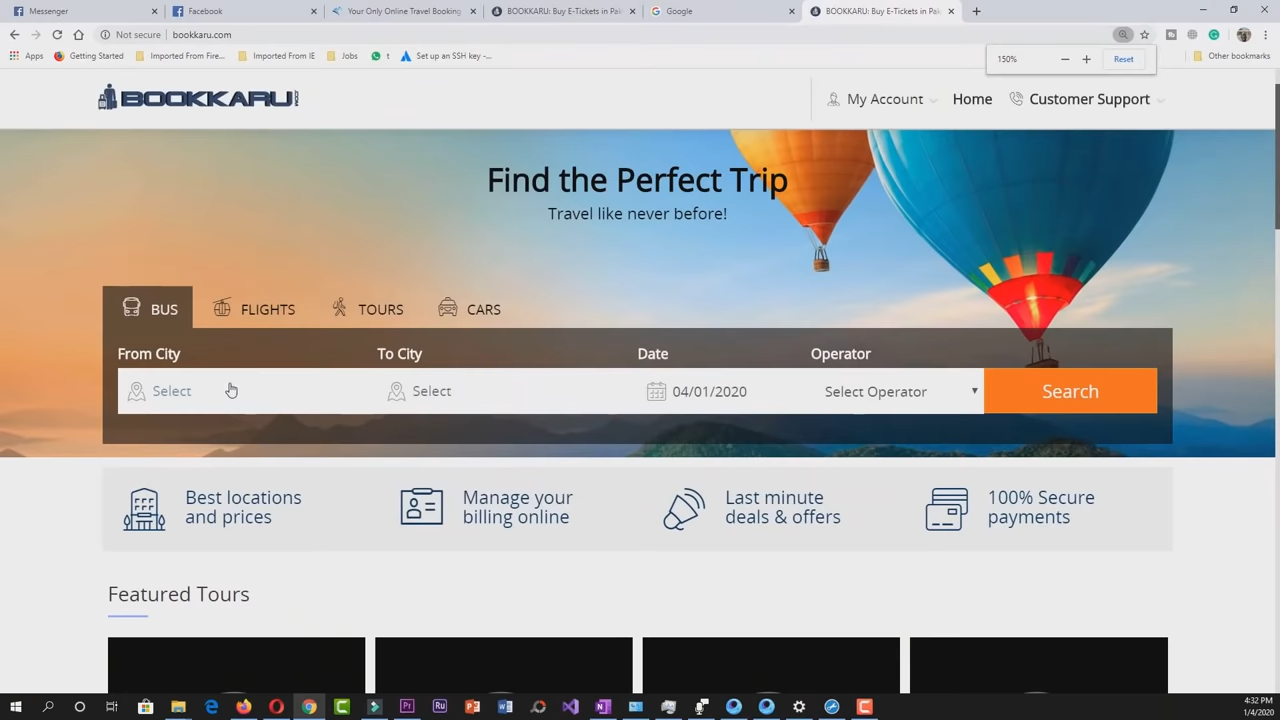 Messenger
Facebook
Your Only Online Travel Booking
BOOKKARU: Buy E-Tickets in Pak
Google
BOOKKARU: Buy E-Tickets in Pak
Not secure | bookkaru.com
Apps
Getting Started
Imported From Fire...
Imported From IE
Jobs
t
Set up an SSH key -...
Other bookmarks
150%
Reset
BOOKKARU
My Account
Home
Customer Support
Find the Perfect Trip
Travel like never before!
BUS
FLIGHTS
TOURS
CARS
From City
To City
Date
Operator
Select
Select
04/01/2020
Select Operator
Search
Best locations
and prices
Manage your
billing online
Last minute
deals & offers
100% Secure
payments
Featured Tours
4:32 PM
1/4/2020